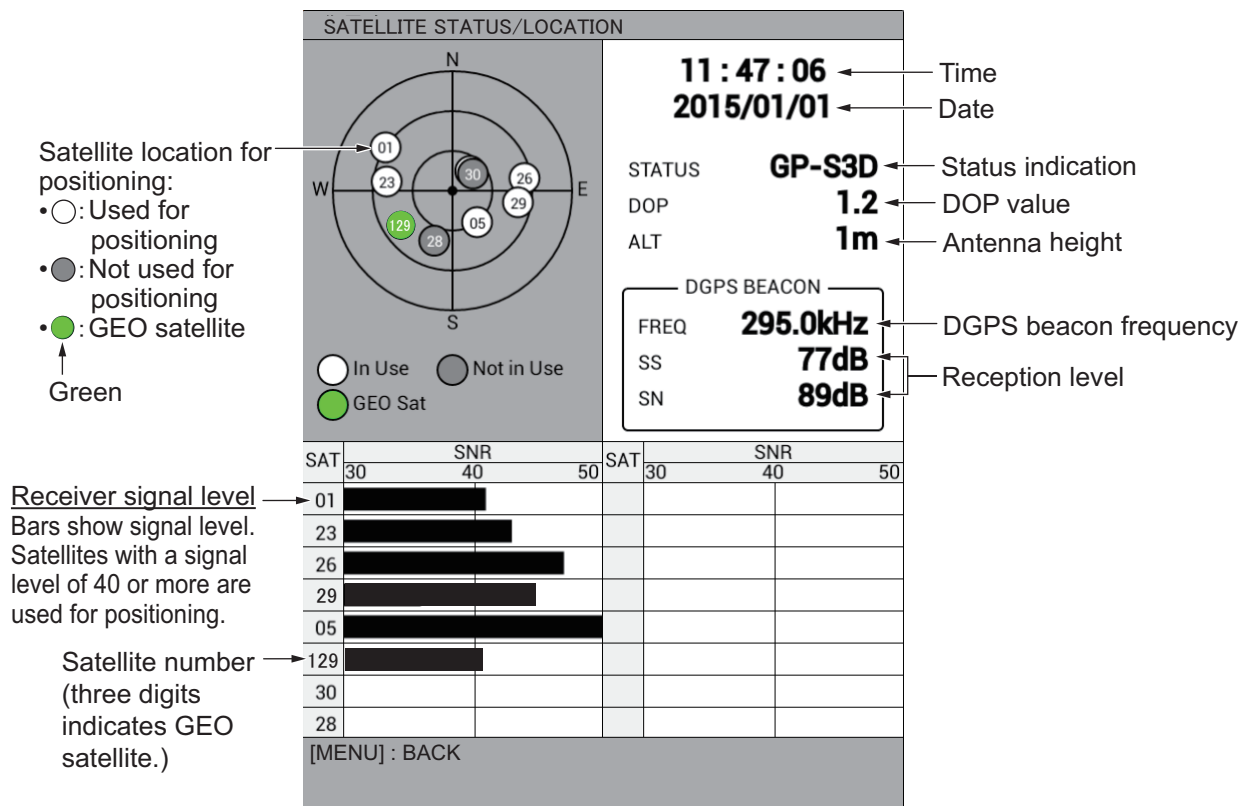 SATELLITE STATUS/LOCATION
N
W
E
S
01
23
30
26
29
05
129
28
In Use
Not in Use
GEO Sat
11 : 47 : 06
2015/01/01
STATUS GP-S3D
DOP 1.2
ALT 1m
DGPS BEACON
FREQ 295.0kHz
SS 77dB
SN 89dB
Time
Date
Status indication
DOP value
Antenna height
DGPS beacon frequency
Reception level
Satellite location for
positioning:
•○: Used for
positioning
•●: Not used for
positioning
•●: GEO satellite
Green
SAT SNR SAT SNR
30 40 50 30 40 50
01
23
26
29
05
129
30
28
Receiver signal level
Bars show signal level.
Satellites with a signal
level of 40 or more are
used for positioning.
Satellite number
(three digits
indicates GEO
satellite.)
[MENU] : BACK